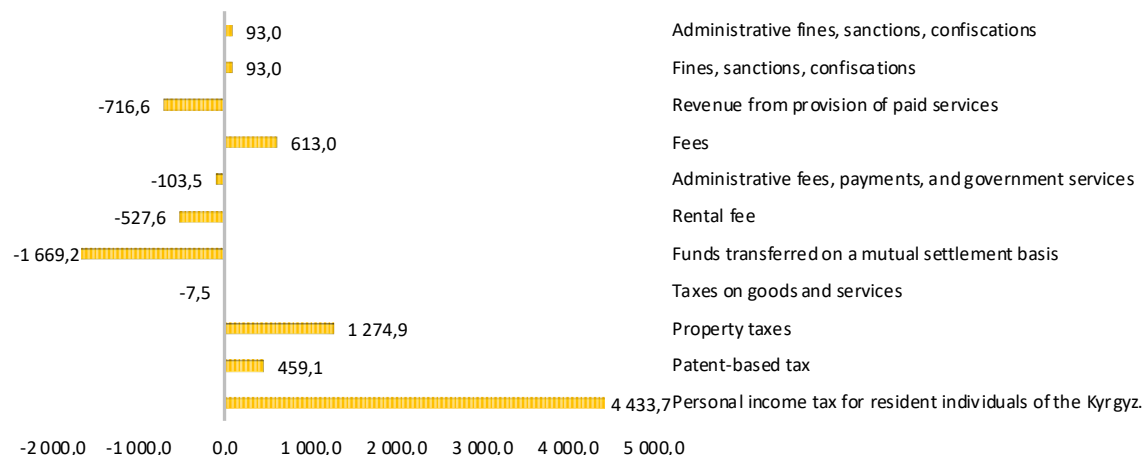 93,0 Administrative fines, sanctions, confiscations
93,0 Fines, sanctions, confiscations
-716,6 Revenue from provision of paid services
613,0 Fees
-103,5 Administrative fees, payments, and government services
-527,6 Rental fee
-1 669,2 Funds transferred on a mutual settlement basis
-7,5 Taxes on goods and services
1 274,9 Property taxes
459,1 Patent-based tax
4 433,7 Personal income tax for resident individuals of the Kyrgyz.
-2 000,0 -1 000,0 0,0 1 000,0 2 000,0 3 000,0 4 000,0 5 000,0